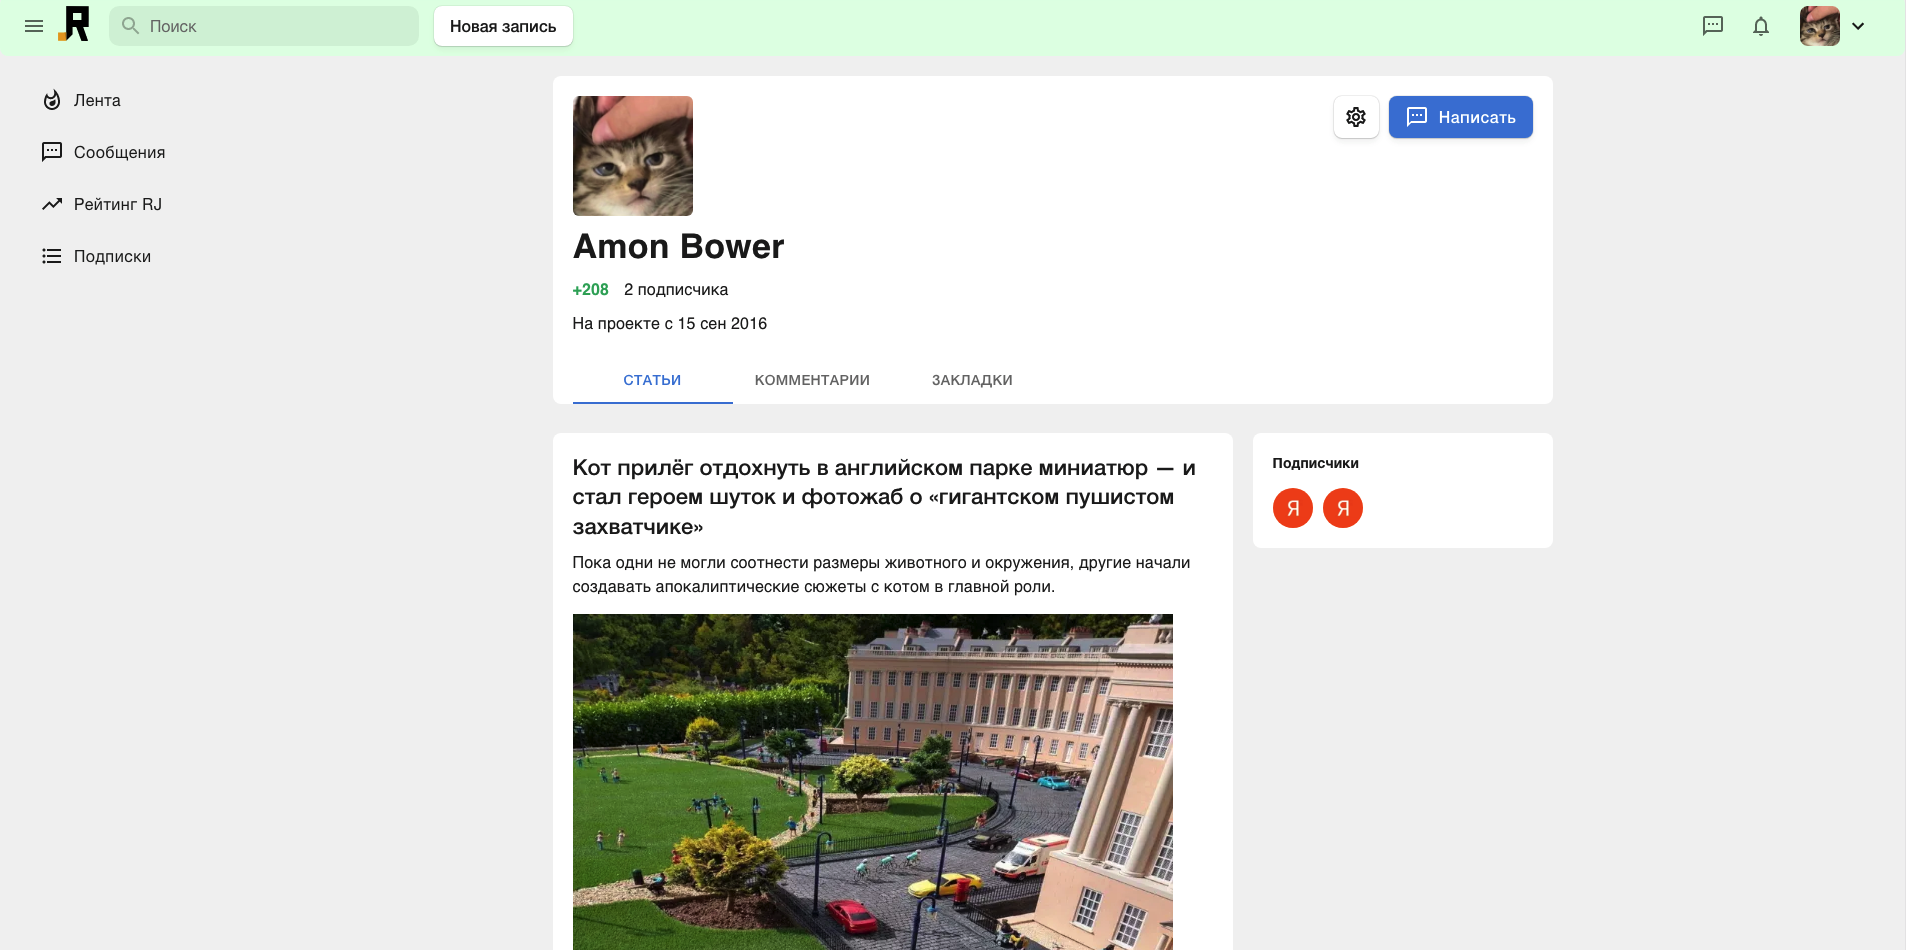 Поиск
Новая запись
Лента
Сообщения
Рейтинг RJ
Подписки
Написать
Amon Bower
+208 2 подписчика
На проекте с 15 сен 2016
СТАТЬИ КОММЕНТАРИИ ЗАКЛАДКИ
Кот прилёг отдохнуть в английском парке миниатюр — и
стал героем шуток и фотожаб о «гигантском пушистом
захватчике»
Пока одни не могли соотнести размеры животного и окружения, другие начали
создавать апокалиптические сюжеты с котом в главной роли.
Подписчики
Я Я